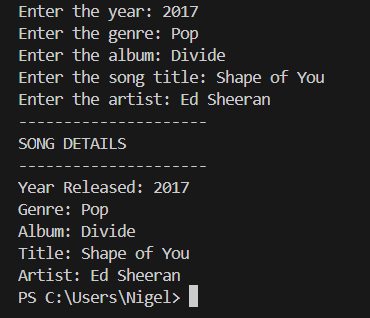 Enter the year: 2017
Enter the genre: Pop
Enter the album: Divide
Enter the song title: Shape of You
Enter the artist: Ed Sheeran
---------------------
SONG DETAILS
---------------------
Year Released: 2017
Genre: Pop
Album: Divide
Title: Shape of You
Artist: Ed Sheeran
PS C:\Users\Nigel>